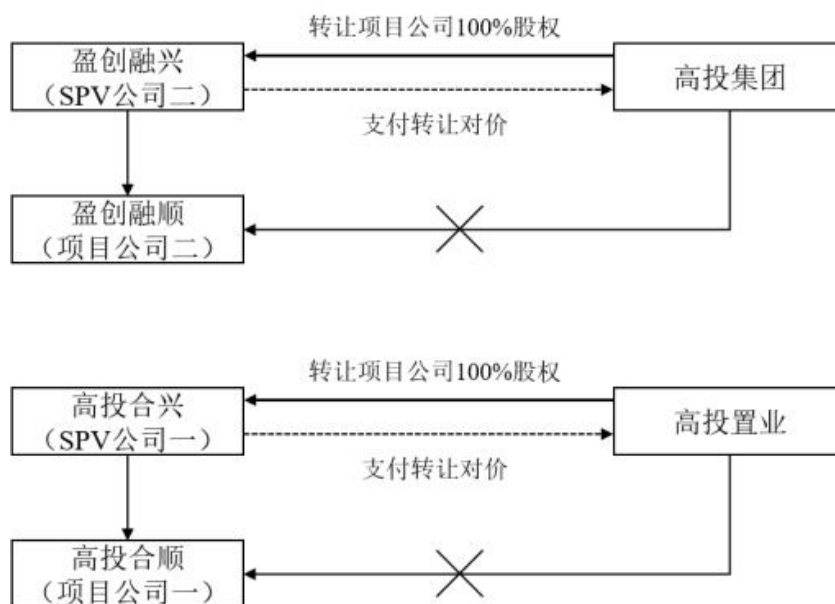 转让项目公司100%股权
盈创融兴
（SPV公司二）
高投集团
支付转让对价
盈创融顺
（项目公司二）
转让项目公司100%股权
高投合兴
（SPV公司一）
高投置业
支付转让对价
高投合顺
（项目公司一）